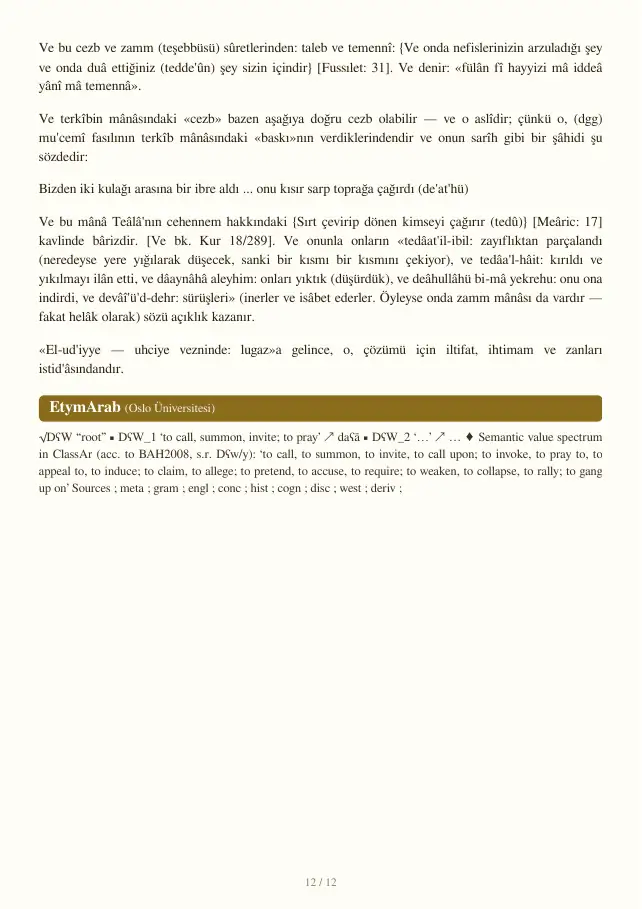 Ve bu cezb ve zamm (teşebbüsü) sûretlerinden: taleb ve temennî: {Ve onda nefislerinizin arzuladığı şey
ve onda duâ ettiğiniz (tedde'ûn) şey sizin içindir} [Fussılet: 31]. Ve denir: «fülân fî hayyizi mâ iddeâ
yânî mâ temennâ».
Ve terkîbin mânâsındaki «cezb» bazen aşağıya doğru cezb olabilir — ve o aslîdir; çünkü o, (dgg)
mu'cemî fasılının terkîb mânâsındaki «baskı»nın verdiklerindendir ve onun sarîh gibi bir şâhidi şu
sözdedir:
Bizden iki kulağı arasına bir ibre aldı ... onu kısır sarp toprağa çağırdı (de'at'hü)
Ve bu mânâ Teâlâ'nın cehennem hakkındaki {Sırt çevirip dönen kimseyi çağırır (tedû)} [Meâric: 17]
kavlinde bârizdir. [Ve bk. Kur 18/289]. Ve onunla onların «tedâat'il-ibil: zayıflıktan parçalandı
(neredeyse yere yığılarak düşecek, sanki bir kısmı bir kısmını çekiyor), ve tedâa'l-hâit: kırıldı ve
yıkılmayı ilân etti, ve dâaynâhâ aleyhim: onları yıktık (düşürdük), ve deâhullâhü bi-mâ yekrehu: onu ona
indirdi, ve devâî'ü'd-dehr: sürüşleri» (inerler ve isâbet ederler. Öyleyse onda zamm mânâsı da vardır —
fakat helâk olarak) sözü açıklık kazanır.
«El-ud'iyye — uhciye vezninde: lugaz»a gelince, o, çözümü için iltifat, ihtimam ve zanları
istid'âsındandır.
EtymArab (Oslo Üniversitesi)
√DʕW “root” ▪ DʕW_1 ‘to call, summon, invite; to pray’ ↗ daʕā ▪ DʕW_2 ‘…’ ↗ … ♦ Semantic value spectrum
in ClassAr (acc. to BAH2008, s.r. Dʕw/y): ‘to call, to summon, to invite, to call upon; to invoke, to pray to, to
appeal to, to induce; to claim, to allege; to pretend, to accuse, to require; to weaken, to collapse, to rally; to gang
up on’ Sources ; meta ; gram ; engl ; conc ; hist ; cogn ; disc ; west ; deriv ;
12 / 12